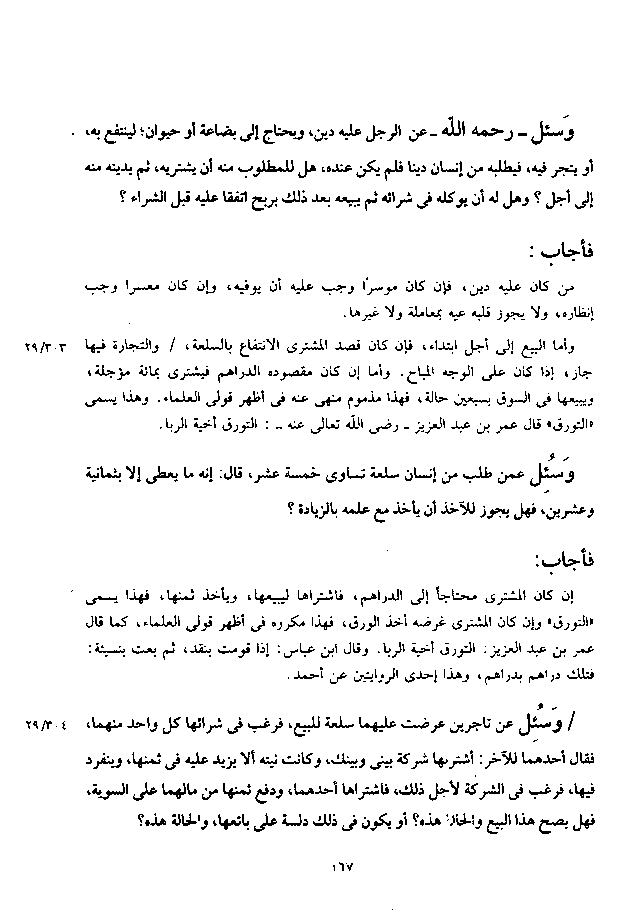 وَسئل ـ رحمه الله ـ عن الرجل عليه دين، ويحتاج إلى بضاعة أو حيوان؛ لينتفع به،
أو يتجر فيه، فيطلبه من إنسان دينا فلم يكن عنده، هل للمطلوب منه أن يشتريه، ثم يدينه منه
إلى أجل؟ وهل له أن يوكله فى شرائه ثم يبيعه بعد ذلك بربح اتفقا عليه قبل الشراء؟
فأجاب:
من كان عليه دين، فإن كان موسرًا وجب عليه أن يوفيه، وإن كان معسرا وجب
إنظاره، ولا يجوز قلبه عيه بمعاملة ولا غيرها.
وأما البيع إلى أجل ابتداء، فإن كان قصد المشترى الانتفاع بالسلعة، / والتجارة فيها ٢٩/٣٠٣
جاز، إذا كان على الوجه المباح. وأما إن كان مقصوده الدراهم فيشترى بمائة مؤجلة،
ويبيعها فى السوق بسبعين حالة، فهذا مذموم منهى عنه فى أظهر قولى العلماء. وهذا يسمى
«التورق» قال عمر بن عبد العزيز ـ رضى الله تعالى عنه ـ : التورق أخية الربا.
وَسُئِل عمن طلب من إنسان سلعة تساوى خمسة عشر، قال: إنه ما يعطى إلا بثمانية
وعشرين، فهل يجوز للآخذ أن يأخذ مع علمه بالزيادة؟
فأجاب:
إن كان المشترى محتاجاً إلى الدراهم، فاشتراها ليبيعها، ويأخذ ثمنها، فهذا يسمى
«التورق» وإن كان المشترى غرضه أخذ الورق، فهذا مكرره فى أظهر قولى العلماء، كما قال
عمر بن عبد العزيز: التورق أخية الربا. وقال ابن عباس: إذا قومت بنقد، ثم بعت بنسيئة:
فتلك دراهم بدراهم، وهذا إحدى الروايتين عن أحمد.
/ وَسُئِل عن تاجرين عرضت عليهما سلعة للبيع، فرغب فى شرائها كل واحد منهما، ٢٩/٣٠٤
فقال أحدهما للآخر: أشتريها شركة بينى وبينك، وكانت نيته ألا يزيد عليه فى ثمنها، وينفرد
فيها، فرغب فى الشركة لأجل ذلك، فاشتراها أحدهما، ودفع ثمنها من مالهما على السوية،
فهل يصح هذا البيع والحالة هذه؟ أو يكون فى ذلك دلسة على بائعها، والحالة هذه؟
١٦٧